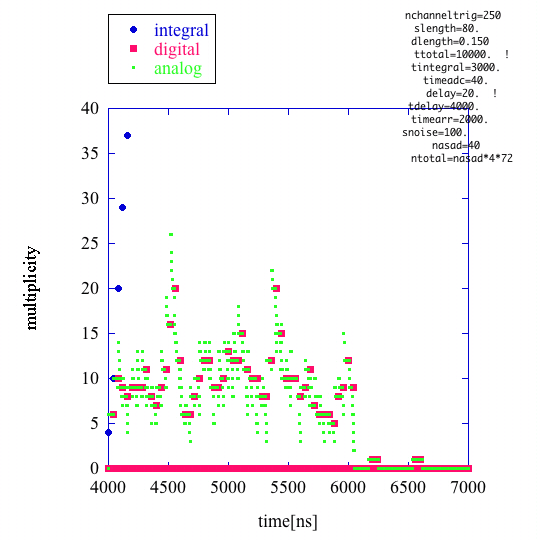 integral
digital
analog
nchanneltrig=250
slength=80.
dlength=0.150
ttotal=10000. !
tintegral=3000.
timeadc=40.
delay=20. !
tdelay=4000.
timearr=2000.
snoise=100.
nasad=40
ntotal=nasad*4*72
40
35
30
25
20
15
10
5
0
multiplicity
4000 4500 5000 5500 6000 6500 7000
time[ns]